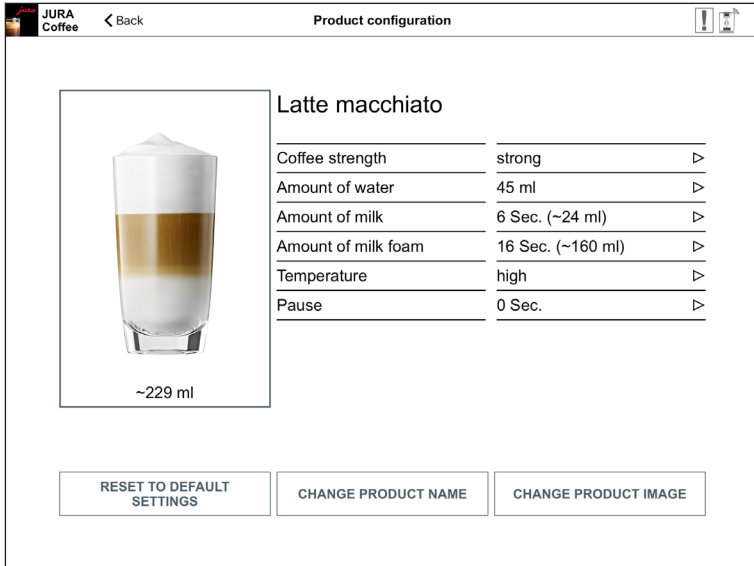 jura
JURA
Coffee
Back
Product configuration
Latte macchiato
Coffee strength strong
Amount of water 45 ml
Amount of milk 6 Sec. (~24 ml)
Amount of milk foam 16 Sec. (~160 ml)
Temperature high
Pause 0 Sec.
~229 ml
RESET TO DEFAULT
SETTINGS
CHANGE PRODUCT NAME
CHANGE PRODUCT IMAGE